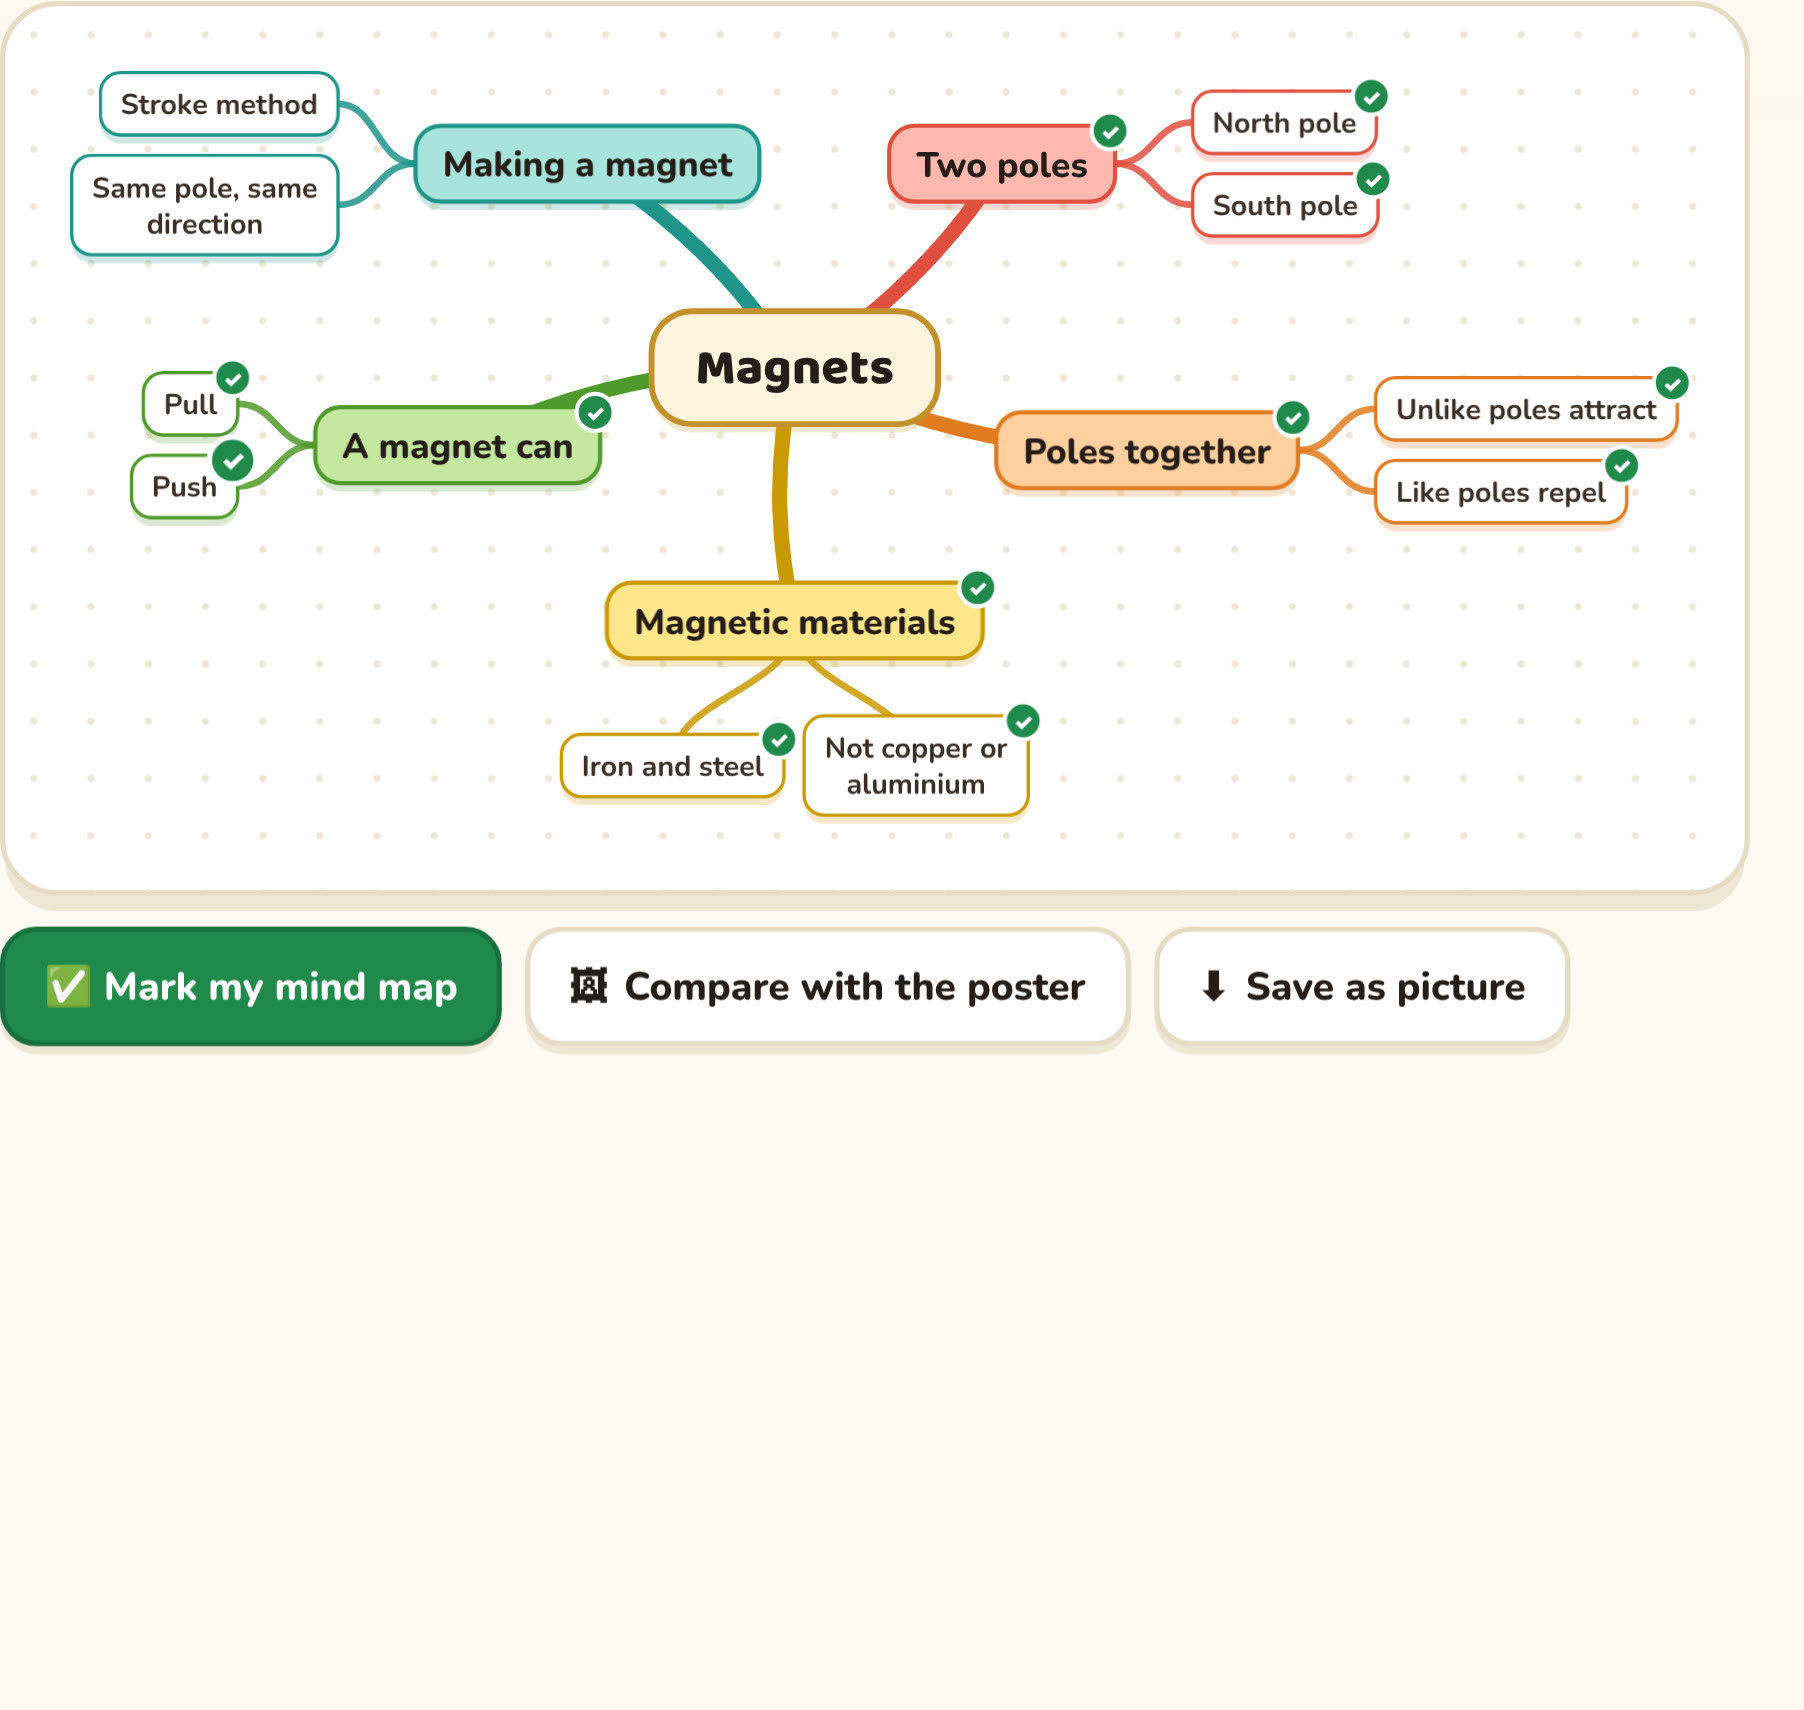 Stroke method
Same pole, same
direction
Making a magnet
Two poles
North pole
South pole
Magnets
Pull
Push
A magnet can
Poles together
Unlike poles attract
Like poles repel
Magnetic materials
Iron and steel
Not copper or
aluminium
Mark my mind map
Compare with the poster
Save as picture